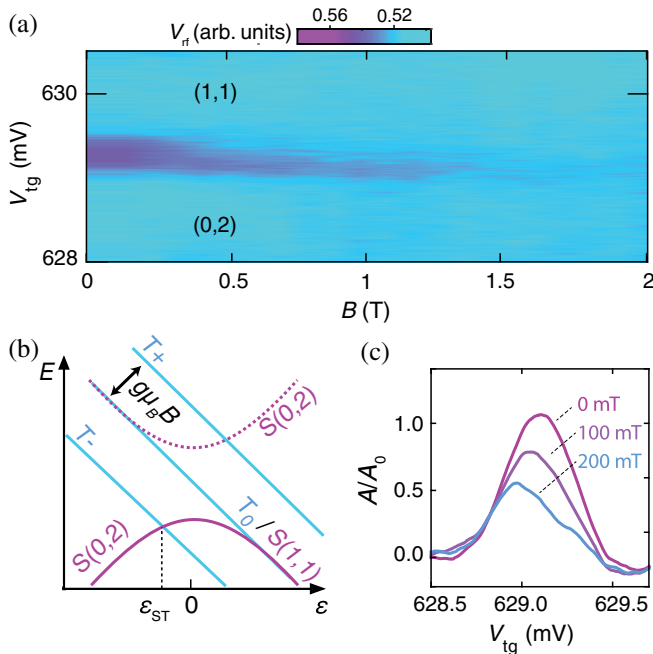 (a)
V_rf (arb. units)
0.56
0.52
630
V_tg (mV)
628
(1,1)
(0,2)
0
0.5
1
1.5
2
B (T)
(b)
E
T_+
gμ_B B
T_-
S(0,2)
S(0,2)
T_0 / S(1,1)
ε_ST
0
ε
(c)
A/A_0
1.0
0.5
0.0
0 mT
100 mT
200 mT
628.5
629.0
629.5
V_tg (mV)